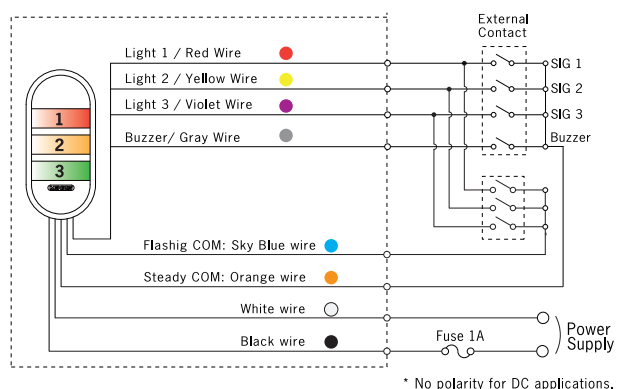 External
Contact
Light 1 / Red Wire
SIG 1
Light 2 / Yellow Wire
SIG 2
Light 3 / Violet Wire
SIG 3
Buzzer/ Gray Wire
Buzzer
1
2
3
Flashig COM: Sky Blue wire
Steady COM: Orange wire
White wire
Black wire
Fuse 1A
Power
Supply
* No polarity for DC applications.